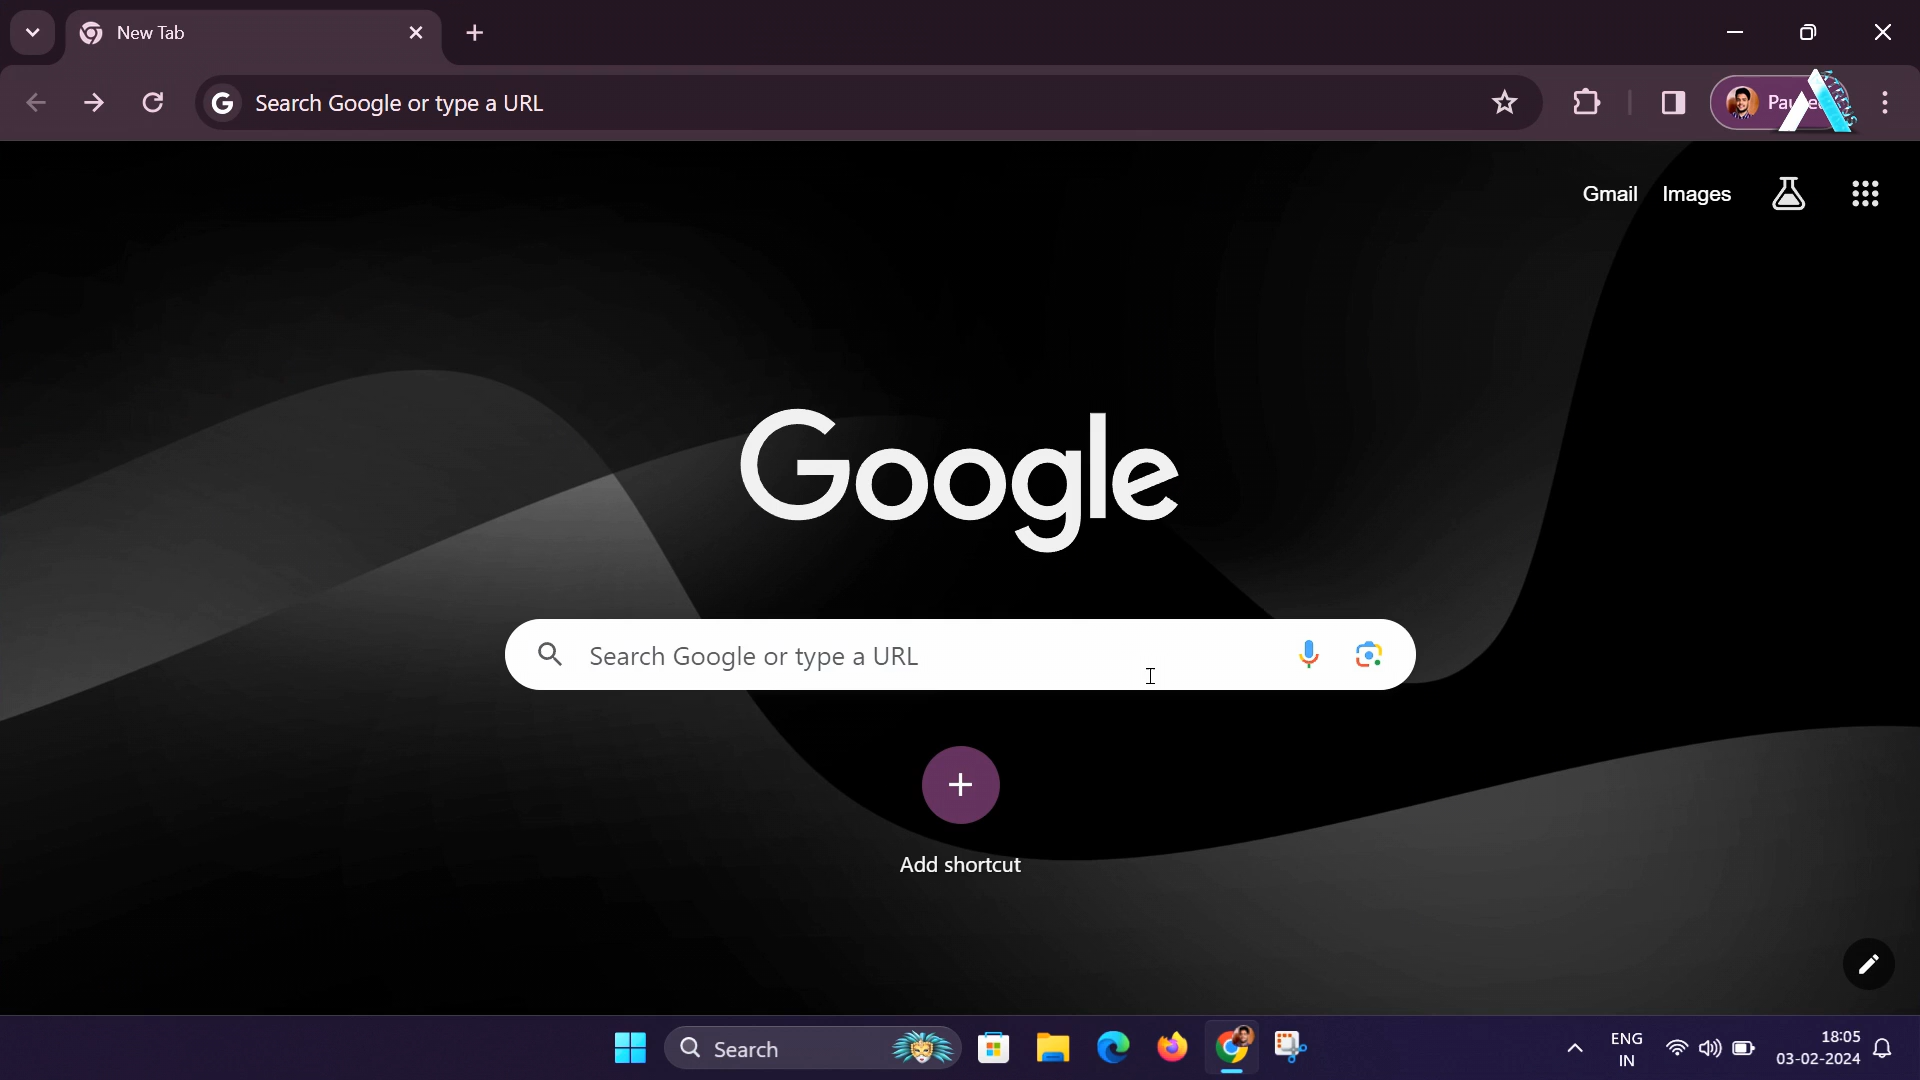 New Tab
Search Google or type a URL
Gmail Images
Google
Search Google or type a URL
Add shortcut
Search
ENG
IN
18:05
03-02-2024